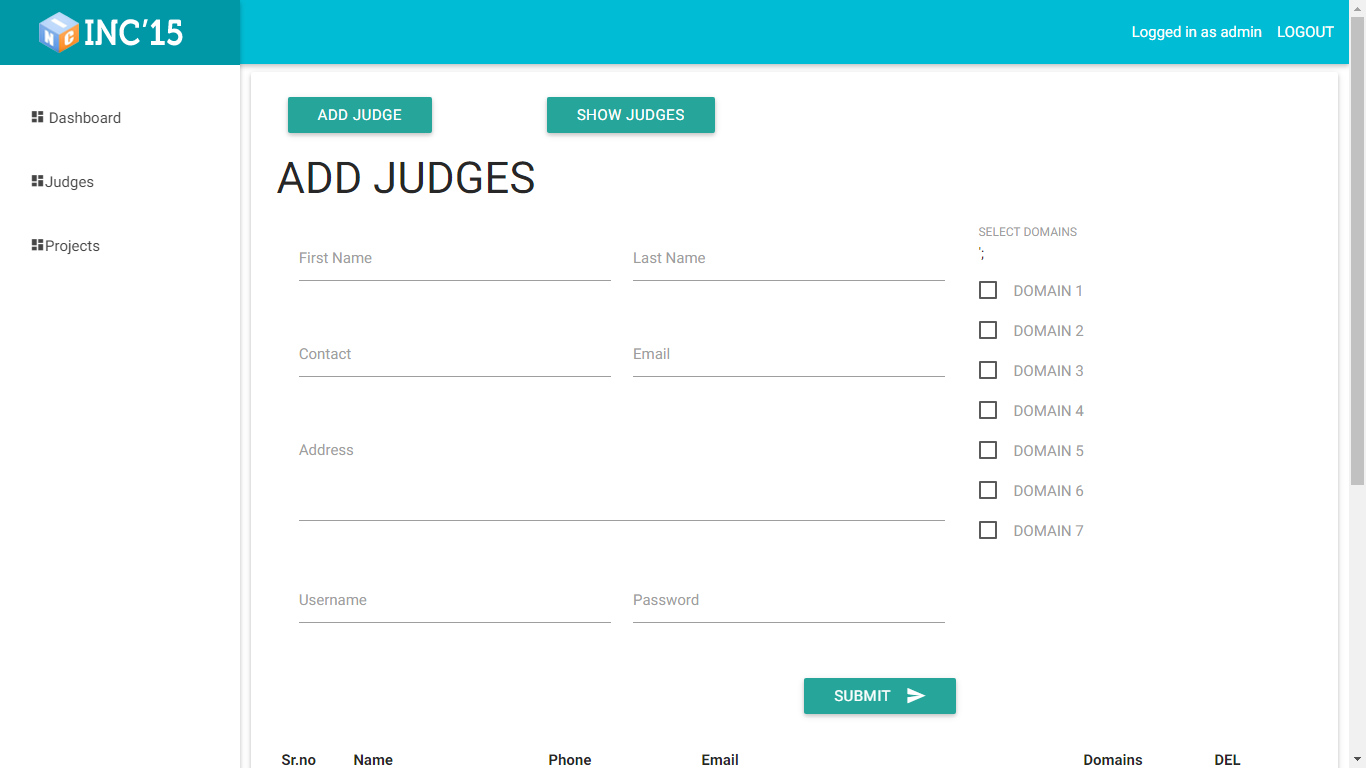 INC INC'15
Logged in as admin LOGOUT
Dashboard
Judges
Projects
ADD JUDGE SHOW JUDGES
ADD JUDGES
First Name Last Name
Contact Email
Address
Username Password
SELECT DOMAINS
';
DOMAIN 1
DOMAIN 2
DOMAIN 3
DOMAIN 4
DOMAIN 5
DOMAIN 6
DOMAIN 7
SUBMIT
Sr.no Name Phone Email Domains DEL